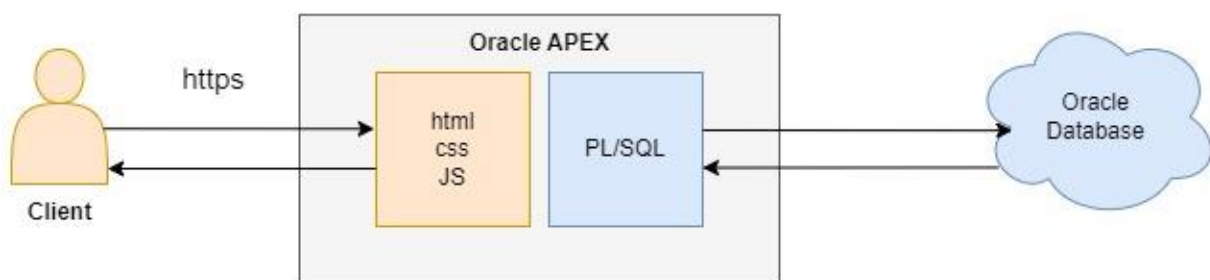 Oracle APEX
https
html
css
JS
PL/SQL
Oracle
Database
Client